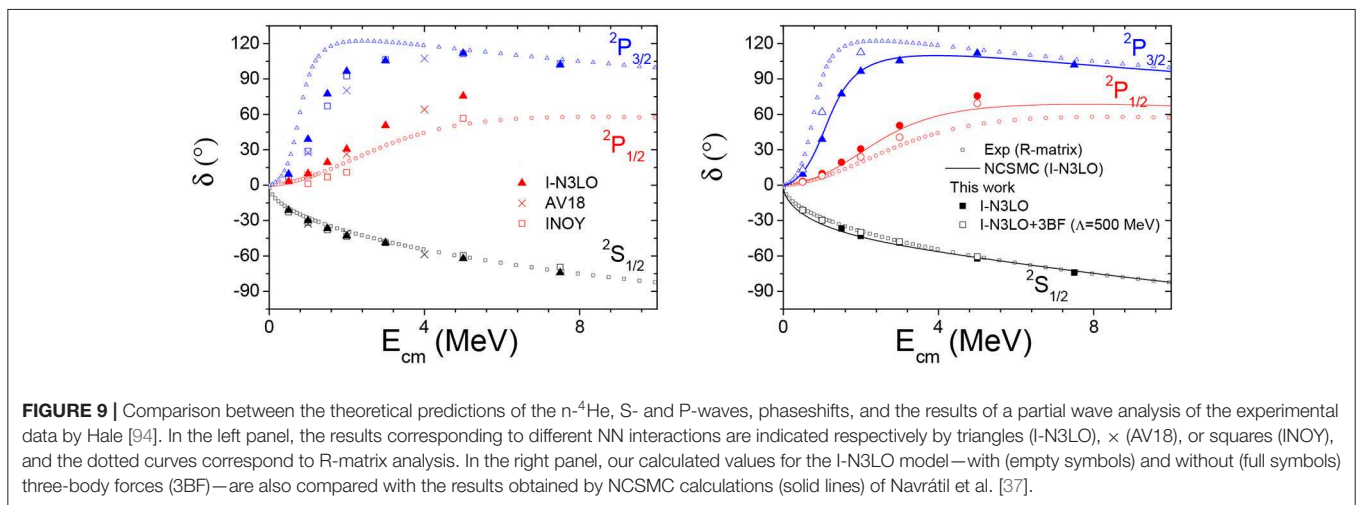 120
90
60
30
0
-30
-60
-90
δ (°)
²P₃/₂
²P₁/₂
²S₁/₂
I-N3LO
AV18
INOY
0 4 8
E_cm (MeV)
120
90
60
30
0
-30
-60
-90
δ (°)
²P₃/₂
²P₁/₂
Exp (R-matrix)
NCSMC (I-N3LO)
This work
I-N3LO
I-N3LO+3BF (Λ=500 MeV)
²S₁/₂
0 4 8
E_cm (MeV)
FIGURE 9 | Comparison between the theoretical predictions of the n-⁴He, S- and P-waves, phaseshifts, and the results of a partial wave analysis of the experimental
data by Hale [94]. In the left panel, the results corresponding to different NN interactions are indicated respectively by triangles (I-N3LO), × (AV18), or squares (INOY),
and the dotted curves correspond to R-matrix analysis. In the right panel, our calculated values for the I-N3LO model—with (empty symbols) and without (full symbols)
three-body forces (3BF)—are also compared with the results obtained by NCSMC calculations (solid lines) of Navrátil et al. [37].